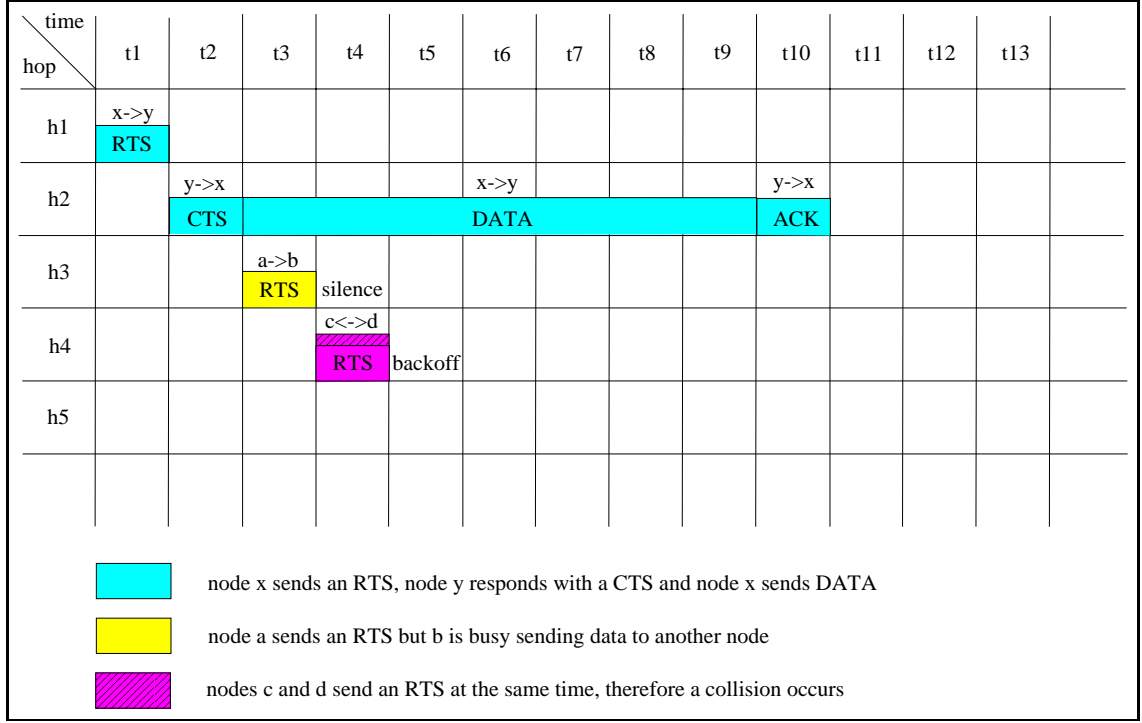 time
hop
t1 t2 t3 t4 t5 t6 t7 t8 t9 t10 t11 t12 t13
x->y
h1
RTS
y->x x->y y->x
h2
CTS DATA ACK
a->b
h3
RTS silence
c<->d
h4
RTS backoff
h5
node x sends an RTS, node y responds with a CTS and node x sends DATA
node a sends an RTS but b is busy sending data to another node
nodes c and d send an RTS at the same time, therefore a collision occurs